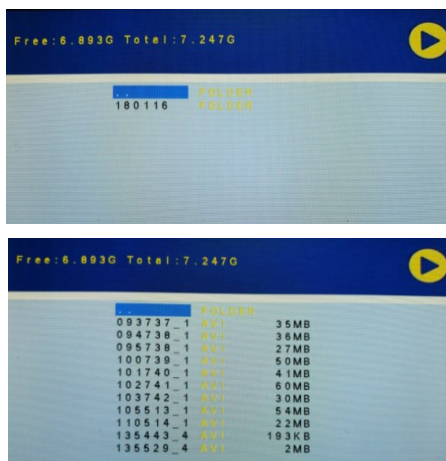 Free:6.893G Total:7.247G
.. FOLDER
180116 FOLDER
Free:6.893G Total:7.247G
.. FOLDER
093737_1 AVI 35MB
094738_1 AVI 36MB
095738_1 AVI 27MB
100739_1 AVI 50MB
101740_1 AVI 41MB
102741_1 AVI 60MB
103742_1 AVI 30MB
105513_1 AVI 54MB
110514_1 AVI 22MB
135443_4 AVI 193KB
135529_4 AVI 2MB